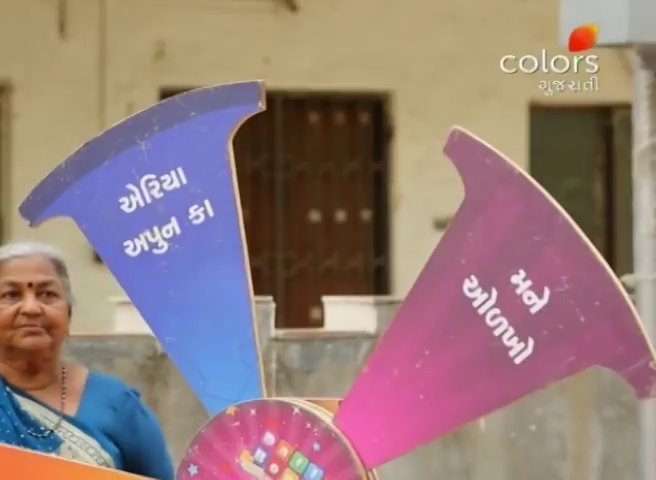 colors
ગુજરાતી
એરિયા
અપુન કા
મને
ઓળખો